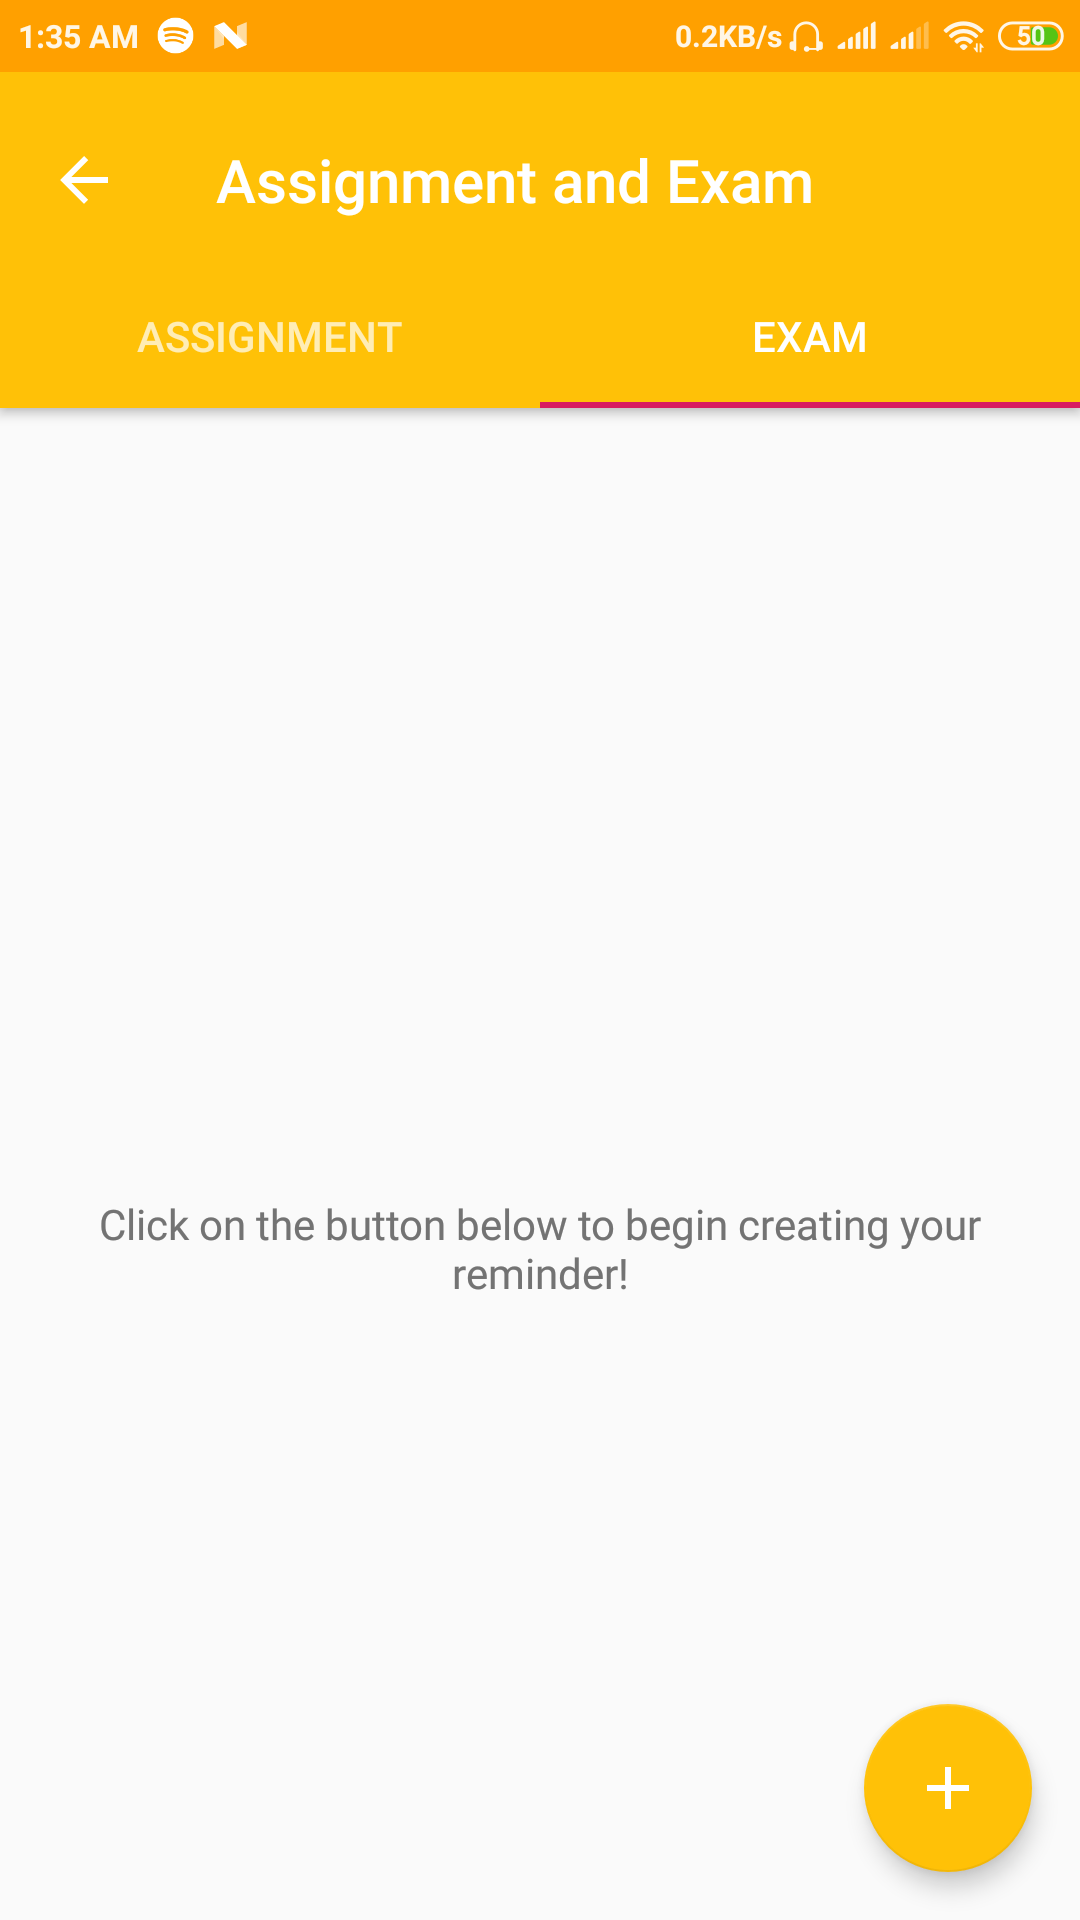 1:35 AM 0.2KB/s 50
Assignment and Exam
ASSIGNMENT EXAM
Click on the button below to begin creating your
reminder!